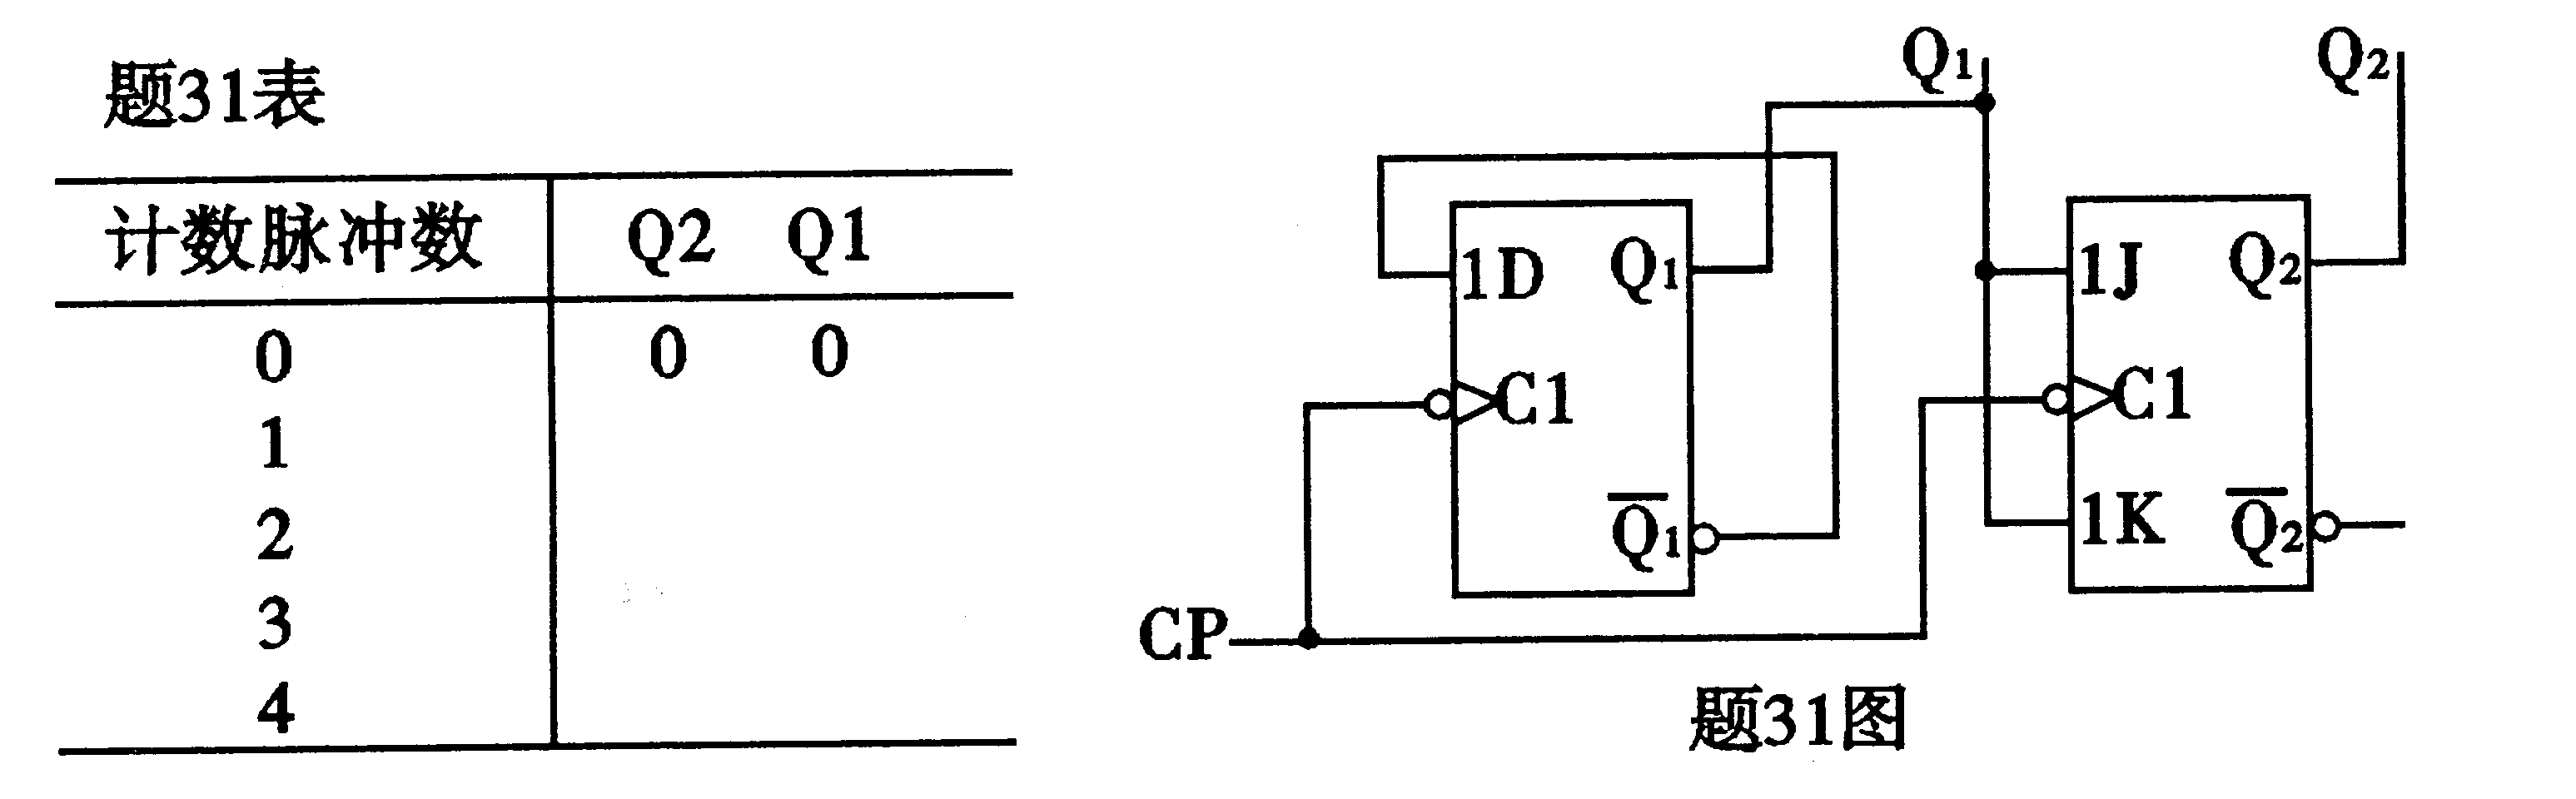 题31表
计数脉冲数 Q2 Q1
0 0 0
1
2
3
4
Q₁ Q₂
1D Q₁
C1
Q̅₁
1J Q₂
C1
1K Q̅₂
CP
题31图